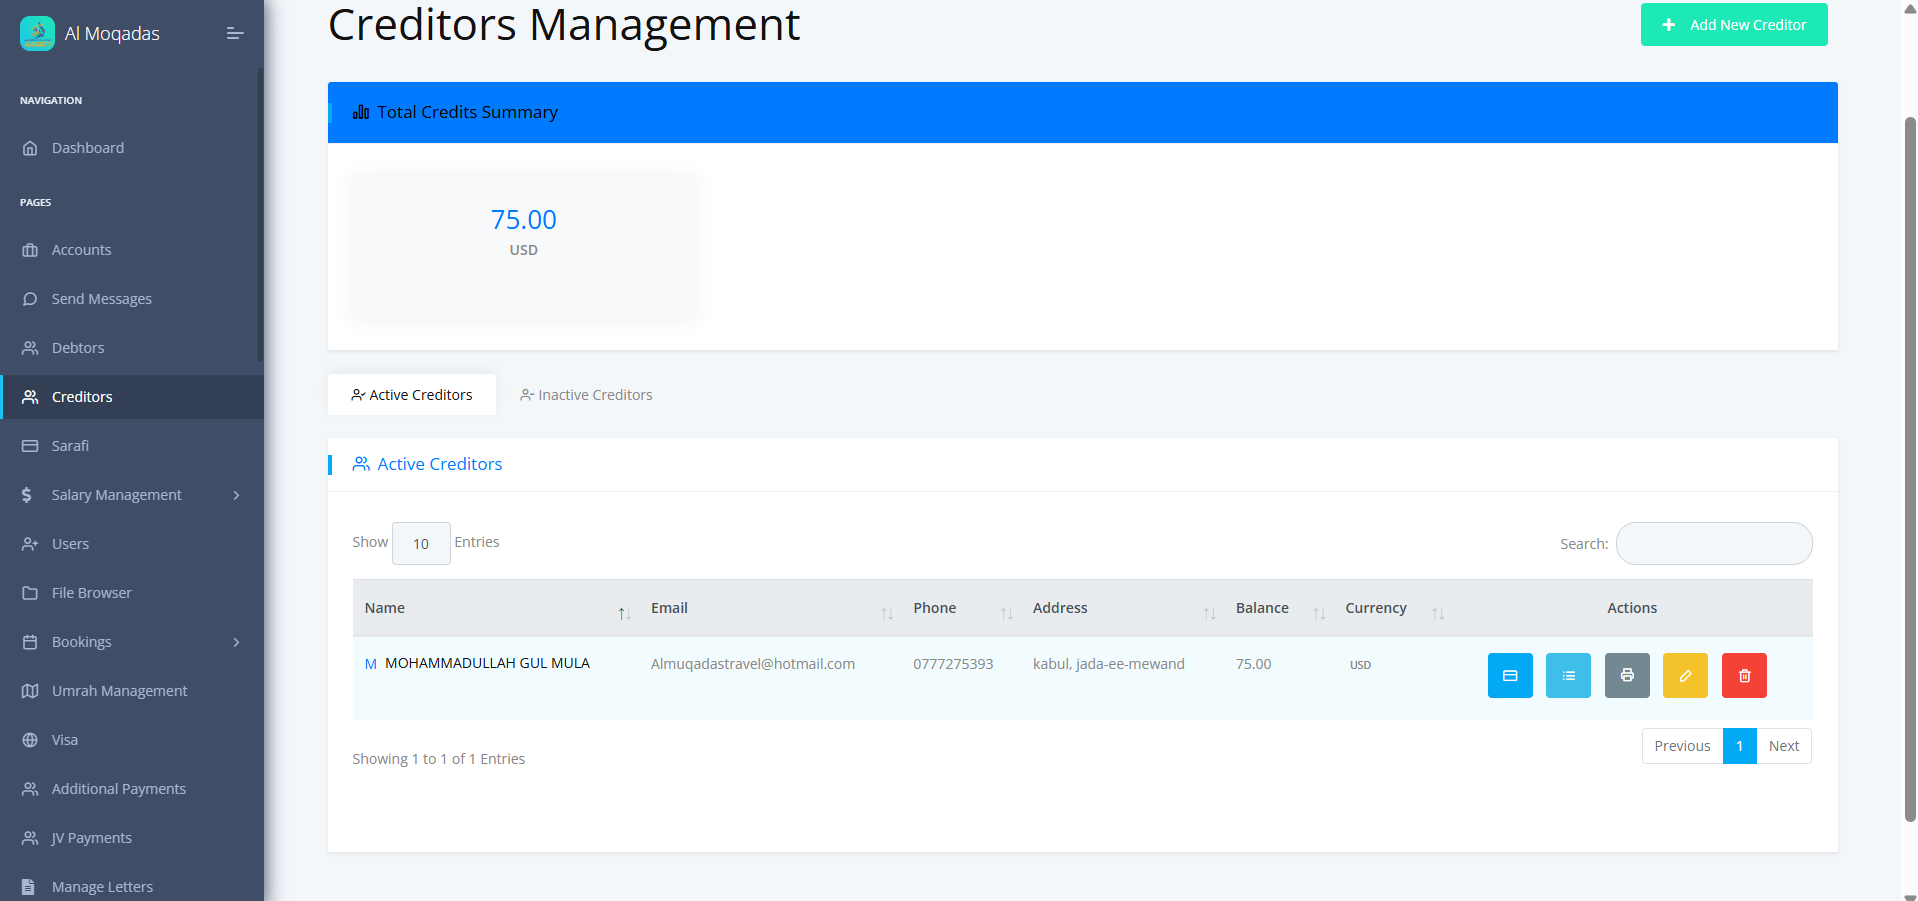 Al Moqadas
NAVIGATION
Dashboard
PAGES
Accounts
Send Messages
Debtors
Creditors
Sarafi
Salary Management
Users
File Browser
Bookings
Umrah Management
Visa
Additional Payments
JV Payments
Manage Letters
Creditors Management
Add New Creditor
Total Credits Summary
75.00
USD
Active Creditors Inactive Creditors
Active Creditors
Show 10 Entries Search:
Name Email Phone Address Balance Currency Actions
M MOHAMMADULLAH GUL MULA Almuqadastravel@hotmail.com 0777275393 kabul, jada-ee-mewand 75.00 USD
Showing 1 to 1 of 1 Entries
Previous 1 Next